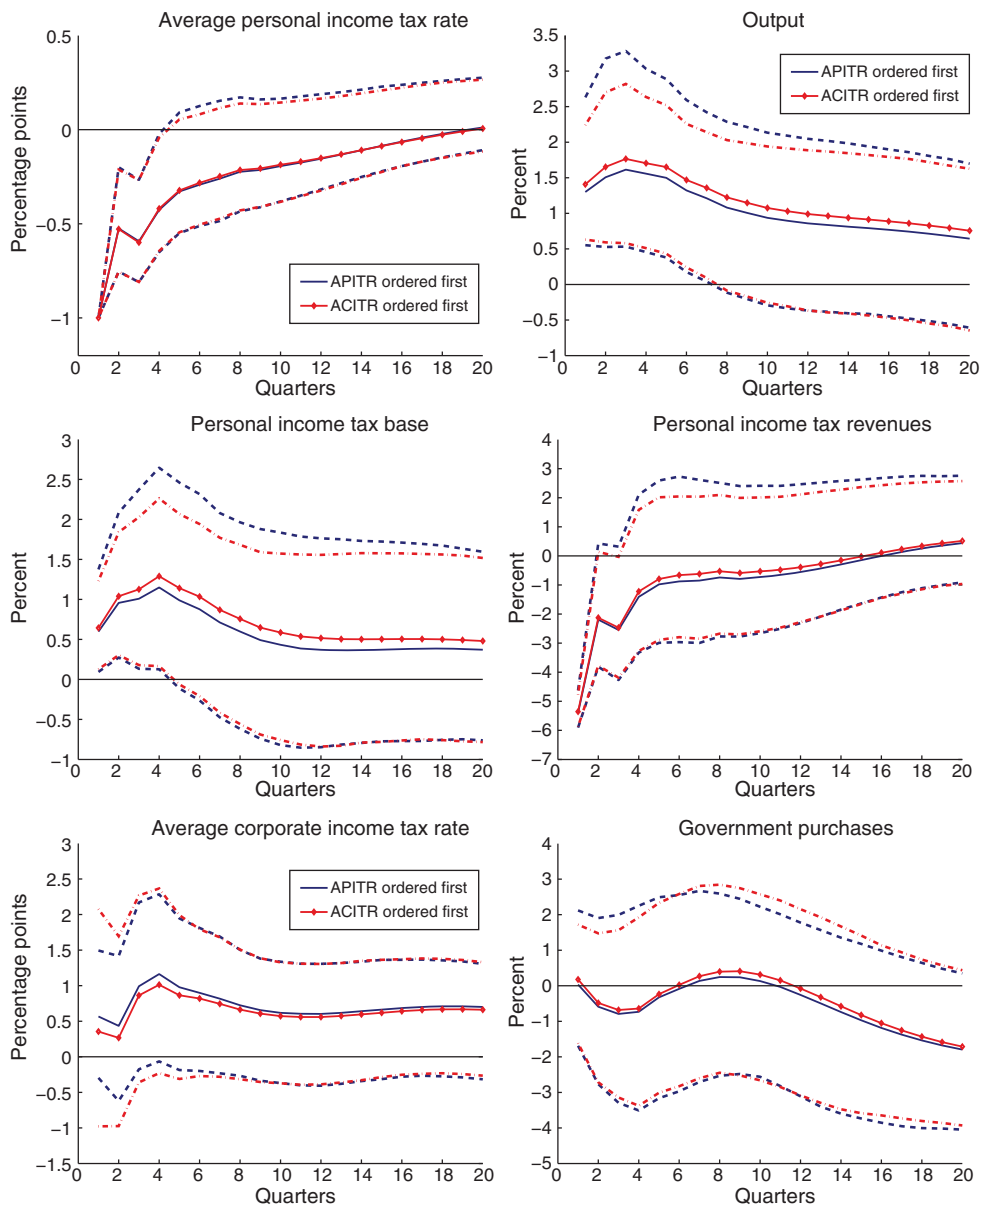 Average personal income tax rate
0.5
0
−0.5
−1
Percentage points
APITR ordered first
ACITR ordered first
0 2 4 6 8 10 12 14 16 18 20
Quarters
Output
3.5
3
2.5
2
1.5
1
0.5
0
−0.5
−1
Percent
APITR ordered first
ACITR ordered first
0 2 4 6 8 10 12 14 16 18 20
Quarters
Personal income tax base
3
2.5
2
1.5
1
0.5
0
−0.5
−1
Percent
0 2 4 6 8 10 12 14 16 18 20
Quarters
Personal income tax revenues
4
3
2
1
0
−1
−2
−3
−4
−5
−6
−7
Percent
0 2 4 6 8 10 12 14 16 18 20
Quarters
Average corporate income tax rate
3
2.5
2
1.5
1
0.5
0
−0.5
−1
−1.5
Percentage points
APITR ordered first
ACITR ordered first
0 2 4 6 8 10 12 14 16 18 20
Quarters
Government purchases
4
3
2
1
0
−1
−2
−3
−4
−5
Percent
0 2 4 6 8 10 12 14 16 18 20
Quarters